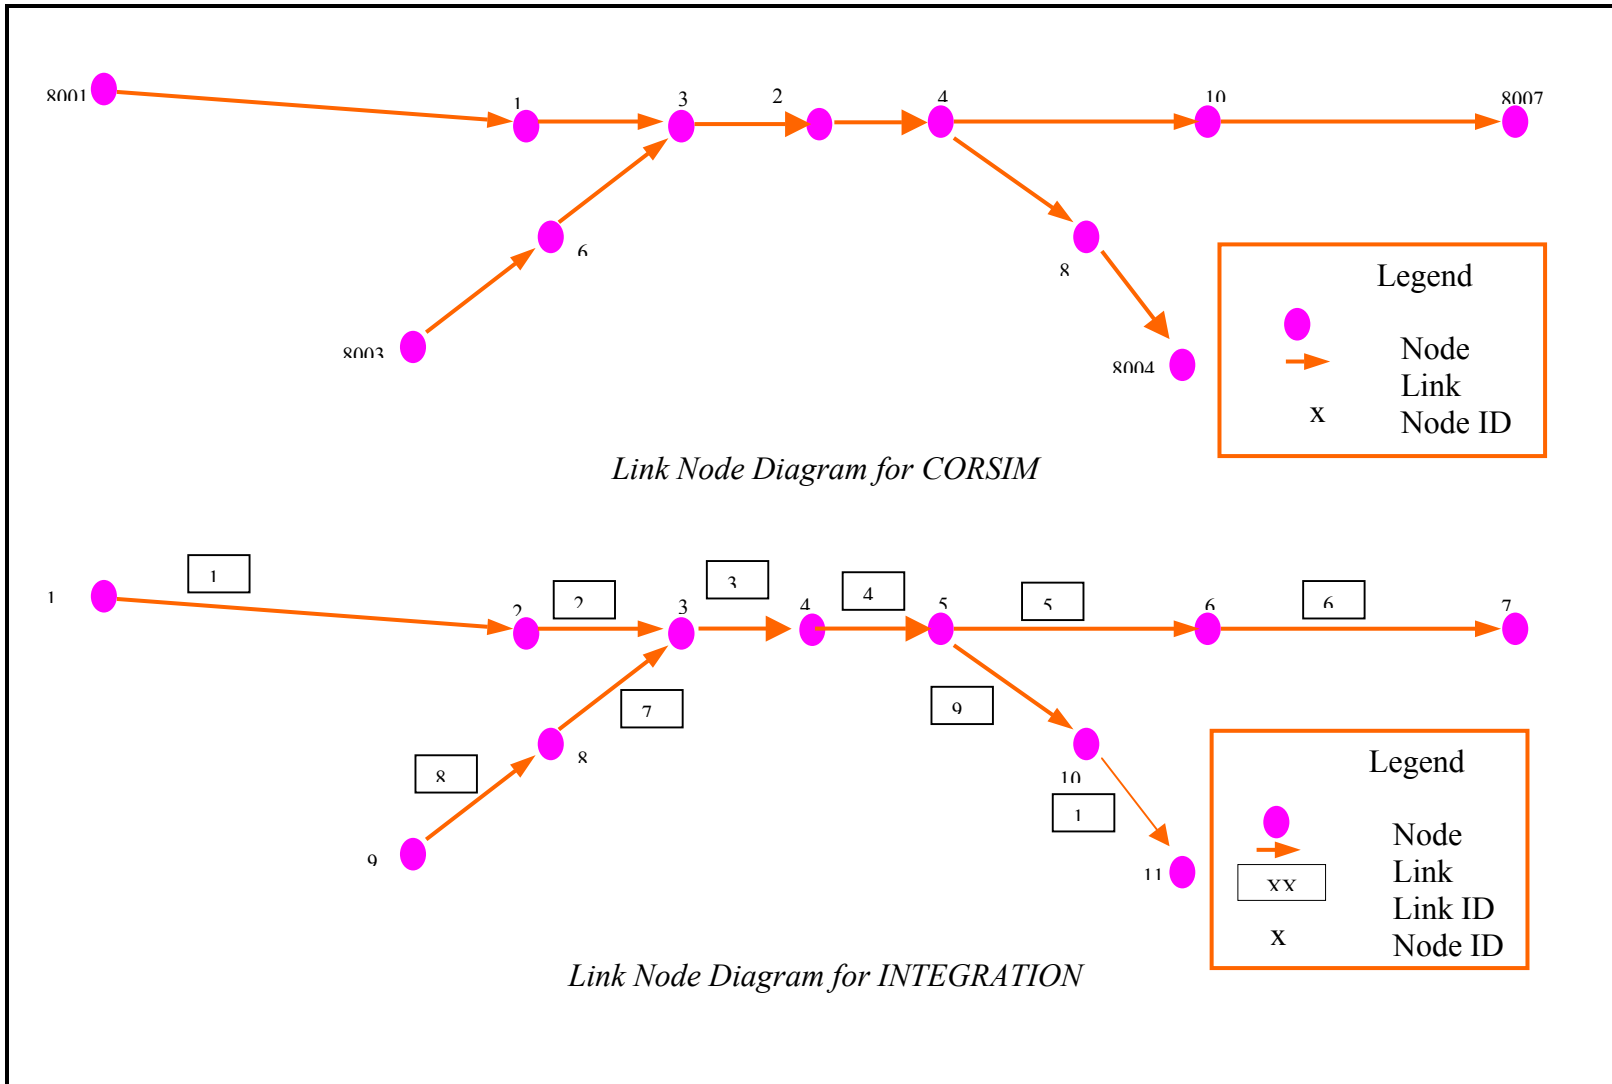 8001
1
3
2
4
10
8007
6
8
8003
8004
Legend
Node
Link
x
Node ID
Link Node Diagram for CORSIM
1
1
2
2
3
3
4
4
5
5
6
6
7
7
8
8
9
9
10
1
11
Legend
Node
Link
xx
Link ID
x
Node ID
Link Node Diagram for INTEGRATION